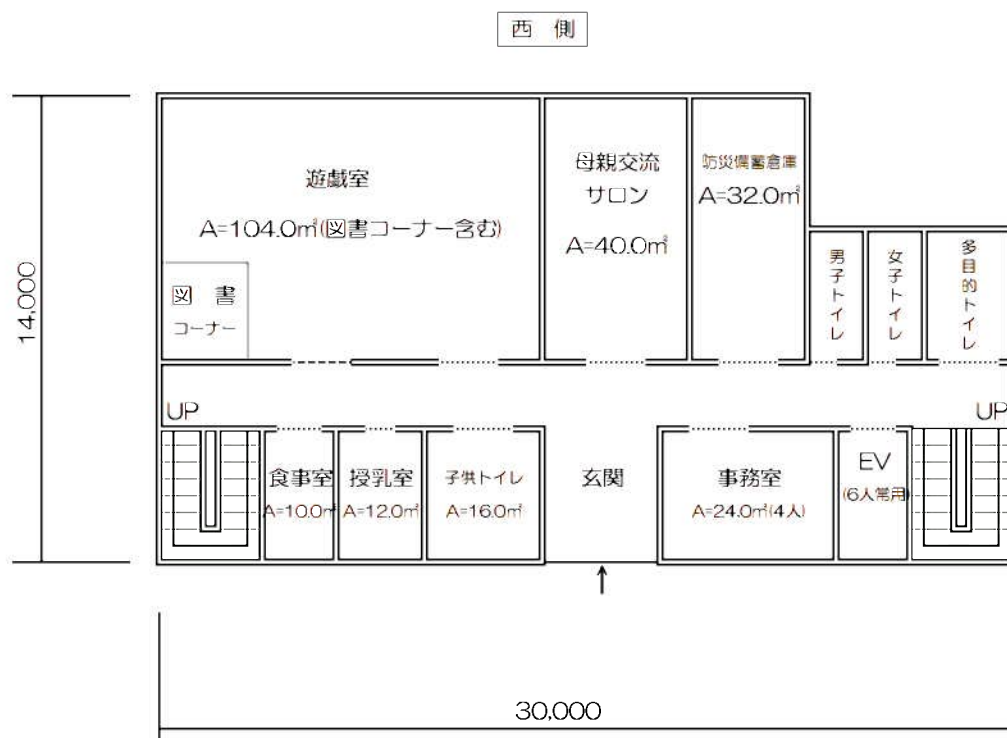 西 側
14,000
遊戯室
A=104.0㎡(図書コーナー含む)
図 書
コーナー
母親交流
サロン
A=40.0㎡
防災備蓄倉庫
A=32.0㎡
男子トイレ
女子トイレ
多目的トイレ
UP
UP
食事室
A=10.0㎡
授乳室
A=12.0㎡
子供トイレ
A=16.0㎡
玄関
事務室
A=24.0㎡(4人)
EV
(6人常用)
30,000